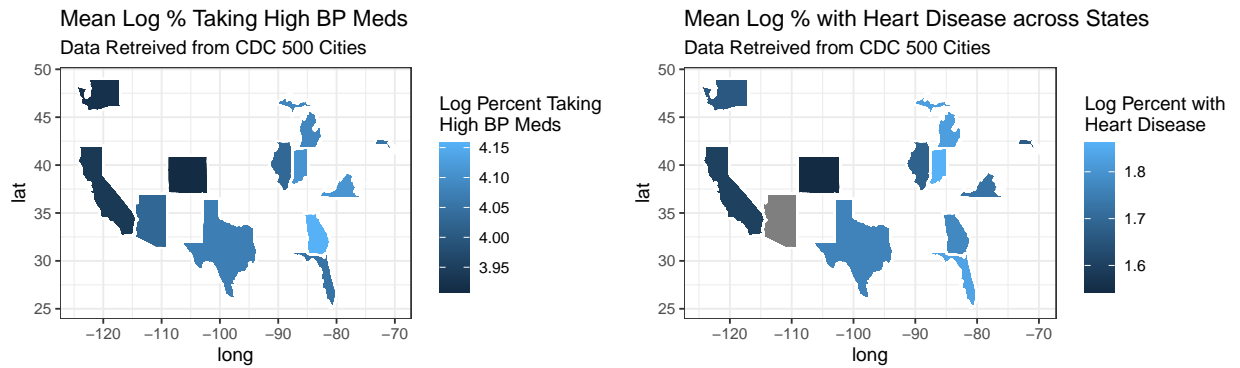 Mean Log % Taking High BP Meds
Data Retreived from CDC 500 Cities
50
45
40
35
30
25
lat
−120
−110
−100
−90
−80
−70
long
Log Percent Taking
High BP Meds
4.15
4.10
4.05
4.00
3.95
Mean Log % with Heart Disease across States
Data Retreived from CDC 500 Cities
50
45
40
35
30
25
lat
−120
−110
−100
−90
−80
−70
long
Log Percent with
Heart Disease
1.8
1.7
1.6